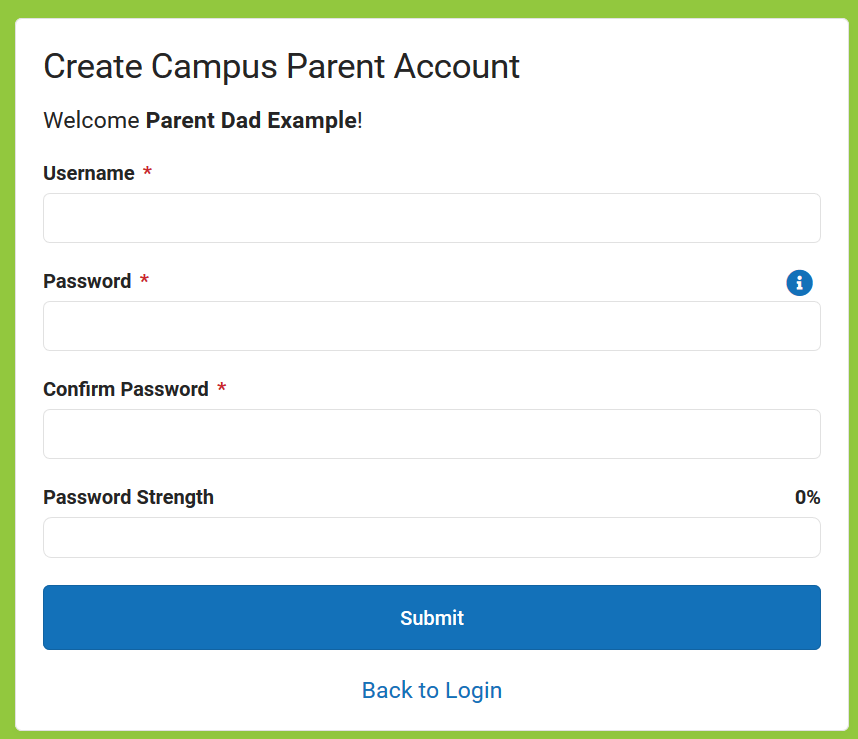 Create Campus Parent Account
Welcome Parent Dad Example!
Username *
Password *
Confirm Password *
Password Strength 0%
Submit
Back to Login